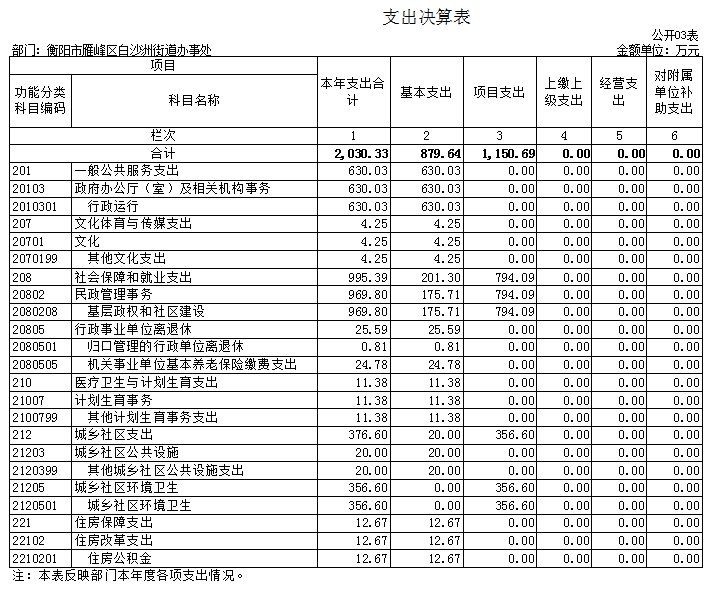 支出决算表
公开03表
部门：衡阳市雁峰区白沙洲街道办事处 金额单位：万元
项目 本年支出合计 基本支出 项目支出 上缴上级支出 经营支出 对附属单位补助支出
功能分类科目编码 科目名称
栏次 1 2 3 4 5 6
合计 2,030.33 879.64 1,150.69 0.00 0.00 0.00
201 一般公共服务支出 630.03 630.03 0.00 0.00 0.00 0.00
20103 政府办公厅（室）及相关机构事务 630.03 630.03 0.00 0.00 0.00 0.00
2010301 行政运行 630.03 630.03 0.00 0.00 0.00 0.00
207 文化体育与传媒支出 4.25 4.25 0.00 0.00 0.00 0.00
20701 文化 4.25 4.25 0.00 0.00 0.00 0.00
2070199 其他文化支出 4.25 4.25 0.00 0.00 0.00 0.00
208 社会保障和就业支出 995.39 201.30 794.09 0.00 0.00 0.00
20802 民政管理事务 969.80 175.71 794.09 0.00 0.00 0.00
2080208 基层政权和社区建设 969.80 175.71 794.09 0.00 0.00 0.00
20805 行政事业单位离退休 25.59 25.59 0.00 0.00 0.00 0.00
2080501 归口管理的行政单位离退休 0.81 0.81 0.00 0.00 0.00 0.00
2080505 机关事业单位基本养老保险缴费支出 24.78 24.78 0.00 0.00 0.00 0.00
210 医疗卫生与计划生育支出 11.38 11.38 0.00 0.00 0.00 0.00
21007 计划生育事务 11.38 11.38 0.00 0.00 0.00 0.00
2100799 其他计划生育事务支出 11.38 11.38 0.00 0.00 0.00 0.00
212 城乡社区支出 376.60 20.00 356.60 0.00 0.00 0.00
21203 城乡社区公共设施 20.00 20.00 0.00 0.00 0.00 0.00
2120399 其他城乡社区公共设施支出 20.00 20.00 0.00 0.00 0.00 0.00
21205 城乡社区环境卫生 356.60 0.00 356.60 0.00 0.00 0.00
2120501 城乡社区环境卫生 356.60 0.00 356.60 0.00 0.00 0.00
221 住房保障支出 12.67 12.67 0.00 0.00 0.00 0.00
22102 住房改革支出 12.67 12.67 0.00 0.00 0.00 0.00
2210201 住房公积金 12.67 12.67 0.00 0.00 0.00 0.00
注：本表反映部门本年度各项支出情况。